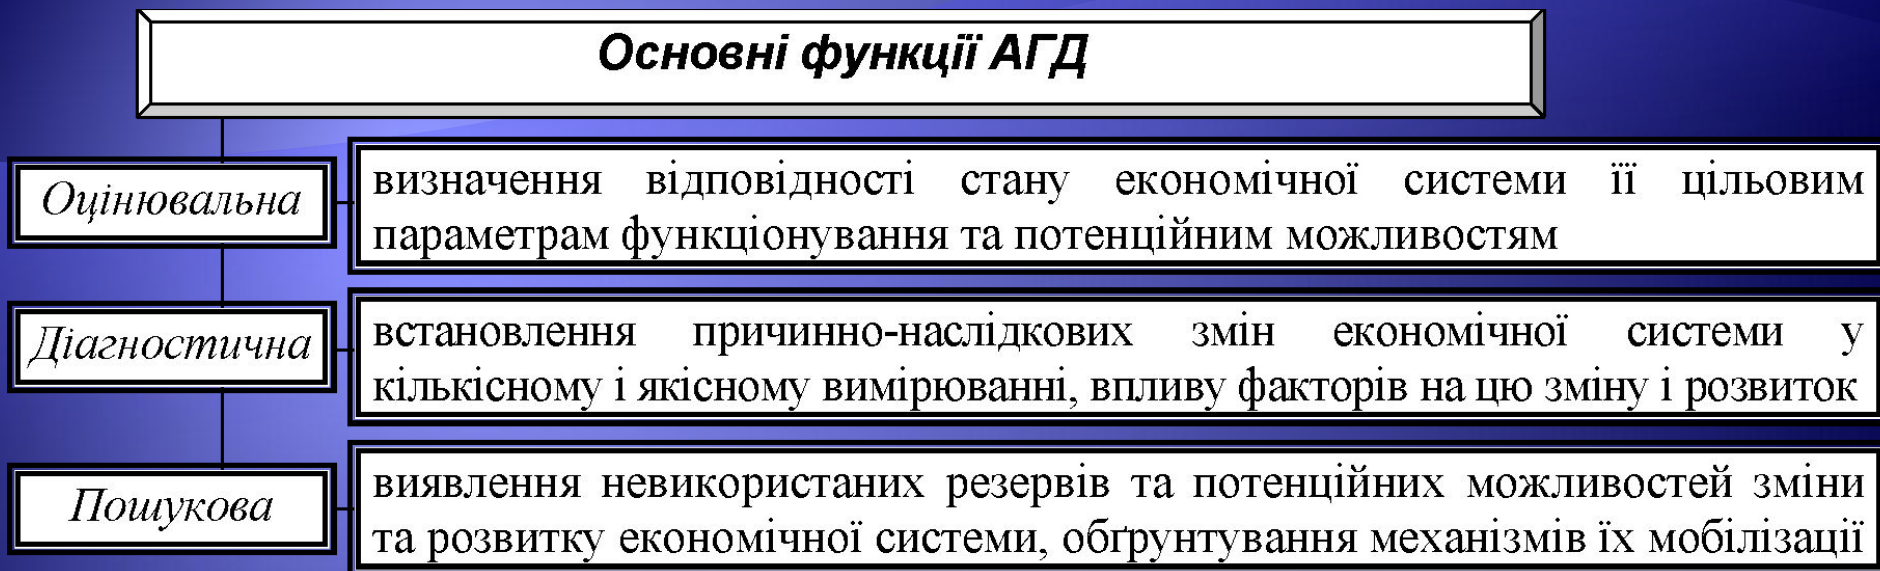 Основні функції АГД
Оцінювальна
визначення відповідності стану економічної системи її цільовим
параметрам функціонування та потенційним можливостям
Діагностична
встановлення причинно-наслідкових змін економічної системи у
кількісному і якісному вимірюванні, впливу факторів на цю зміну і розвиток
Пошукова
виявлення невикористаних резервів та потенційних можливостей зміни
та розвитку економічної системи, обґрунтування механізмів їх мобілізації